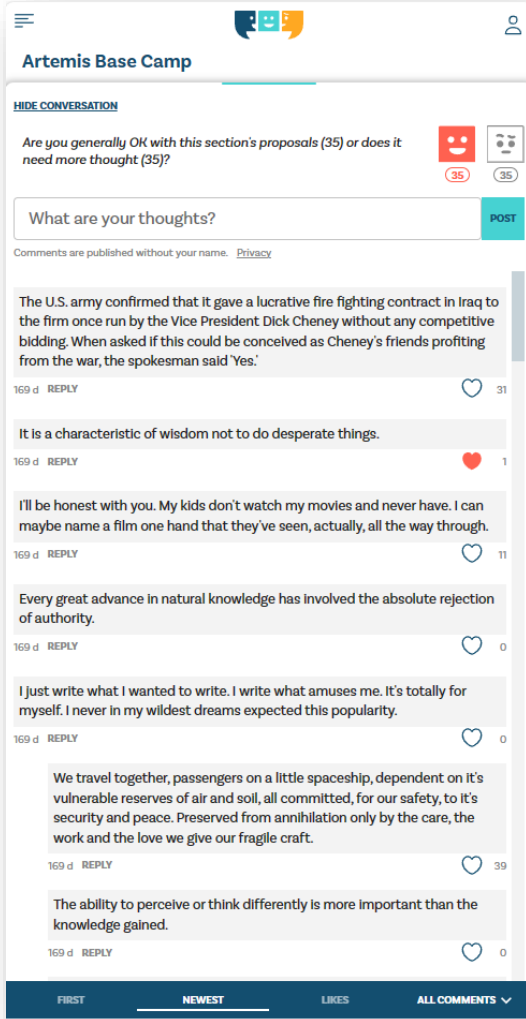 Artemis Base Camp
HIDE CONVERSATION
Are you generally OK with this section's proposals (35) or does it
need more thought (35)?
35
35
What are your thoughts?
POST
Comments are published without your name. Privacy
The U.S. army confirmed that it gave a lucrative fire fighting contract in Iraq to
the firm once run by the Vice President Dick Cheney without any competitive
bidding. When asked if this could be conceived as Cheney's friends profiting
from the war, the spokesman said 'Yes.'
169 d REPLY
31
It is a characteristic of wisdom not to do desperate things.
169 d REPLY
1
I'll be honest with you. My kids don't watch my movies and never have. I can
maybe name a film one hand that they've seen, actually, all the way through.
169 d REPLY
11
Every great advance in natural knowledge has involved the absolute rejection
of authority.
169 d REPLY
0
I just write what I wanted to write. I write what amuses me. It's totally for
myself. I never in my wildest dreams expected this popularity.
169 d REPLY
0
We travel together, passengers on a little spaceship, dependent on it's
vulnerable reserves of air and soil, all committed, for our safety, to it's
security and peace. Preserved from annihilation only by the care, the
work and the love we give our fragile craft.
169 d REPLY
39
The ability to perceive or think differently is more important than the
knowledge gained.
169 d REPLY
0
FIRST
NEWEST
LIKES
ALL COMMENTS